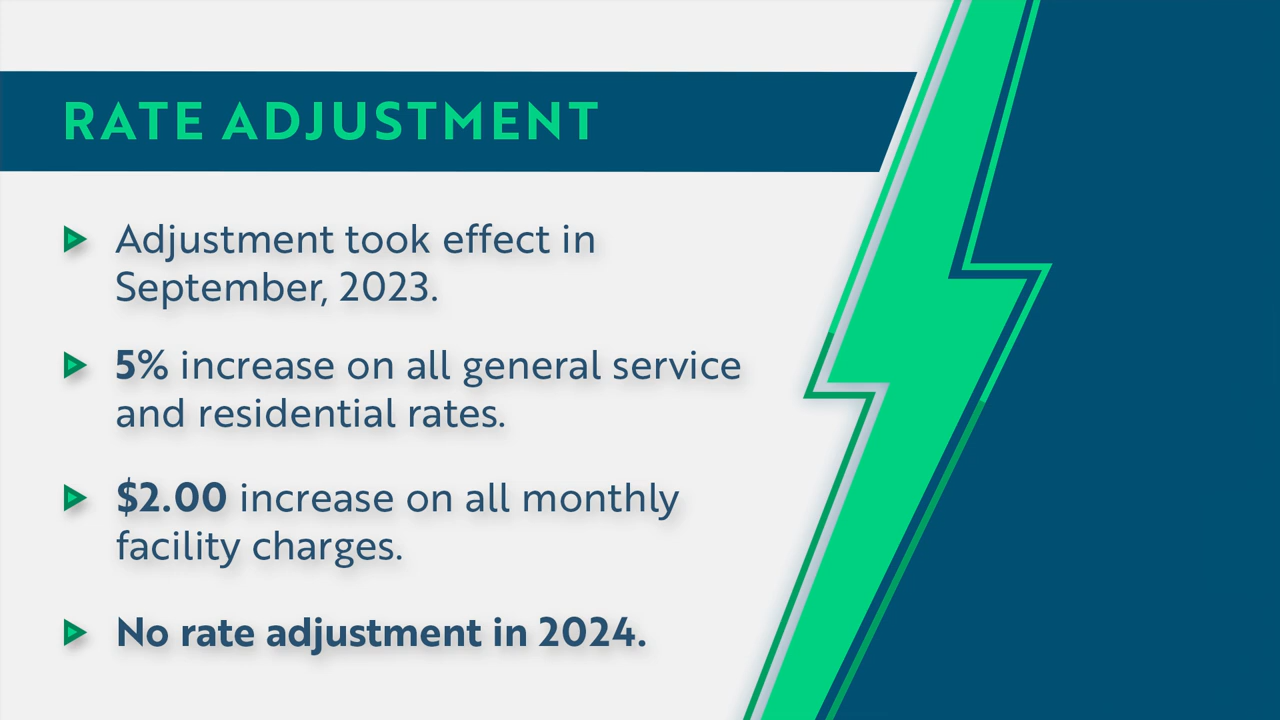 RATE ADJUSTMENT
Adjustment took effect in
September, 2023.
5% increase on all general service
and residential rates.
$2.00 increase on all monthly
facility charges.
No rate adjustment in 2024.